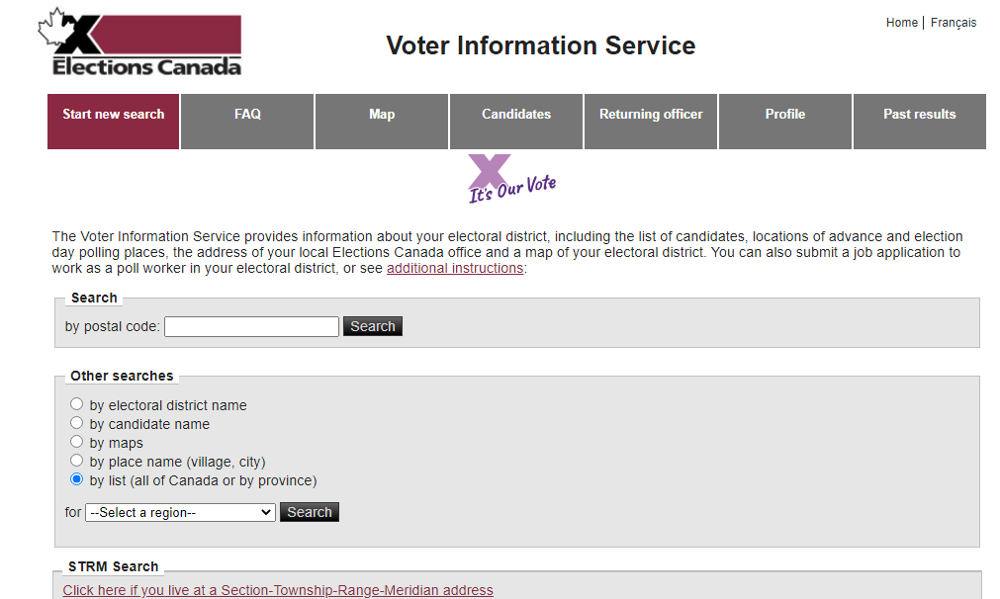 Elections Canada
Voter Information Service
Home | Français
Start new search
FAQ
Map
Candidates
Returning officer
Profile
Past results
X
It's Our Vote
The Voter Information Service provides information about your electoral district, including the list of candidates, locations of advance and election
day polling places, the address of your local Elections Canada office and a map of your electoral district. You can also submit a job application to
work as a poll worker in your electoral district, or see additional instructions:
Search
by postal code: Search
Other searches
by electoral district name
by candidate name
by maps
by place name (village, city)
by list (all of Canada or by province)
for --Select a region-- Search
STRM Search
Click here if you live at a Section-Township-Range-Meridian address